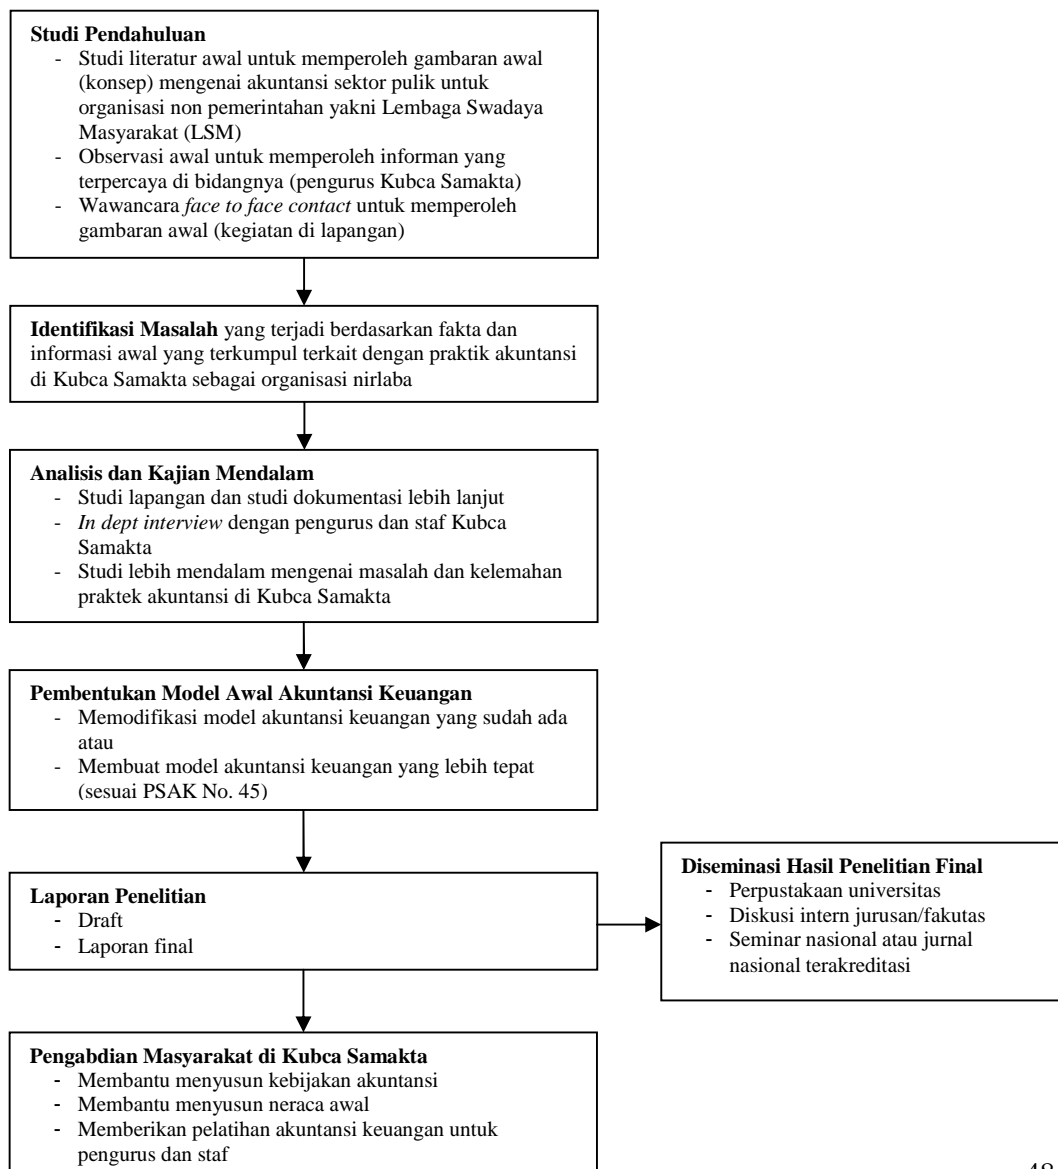 Studi Pendahuluan
- Studi literatur awal untuk memperoleh gambaran awal
(konsep) mengenai akuntansi sektor pulik untuk
organisasi non pemerintahan yakni Lembaga Swadaya
Masyarakat (LSM)
- Observasi awal untuk memperoleh informan yang
terpercaya di bidangnya (pengurus Kubca Samakta)
- Wawancara face to face contact untuk memperoleh
gambaran awal (kegiatan di lapangan)
Identifikasi Masalah yang terjadi berdasarkan fakta dan
informasi awal yang terkumpul terkait dengan praktik akuntansi
di Kubca Samakta sebagai organisasi nirlaba
Analisis dan Kajian Mendalam
- Studi lapangan dan studi dokumentasi lebih lanjut
- In dept interview dengan pengurus dan staf Kubca
Samakta
- Studi lebih mendalam mengenai masalah dan kelemahan
praktek akuntansi di Kubca Samakta
Pembentukan Model Awal Akuntansi Keuangan
- Memodifikasi model akuntansi keuangan yang sudah ada
atau
- Membuat model akuntansi keuangan yang lebih tepat
(sesuai PSAK No. 45)
Laporan Penelitian
- Draft
- Laporan final
Diseminasi Hasil Penelitian Final
- Perpustakaan universitas
- Diskusi intern jurusan/fakutas
- Seminar nasional atau jurnal
nasional terakreditasi
Pengabdian Masyarakat di Kubca Samakta
- Membantu menyusun kebijakan akuntansi
- Membantu menyusun neraca awal
- Memberikan pelatihan akuntansi keuangan untuk
pengurus dan staf